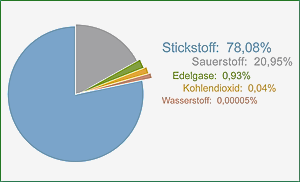 Stickstoff: 78,08%
Sauerstoff: 20,95%
Edelgase: 0,93%
Kohlendioxid: 0,04%
Wasserstoff: 0,00005%